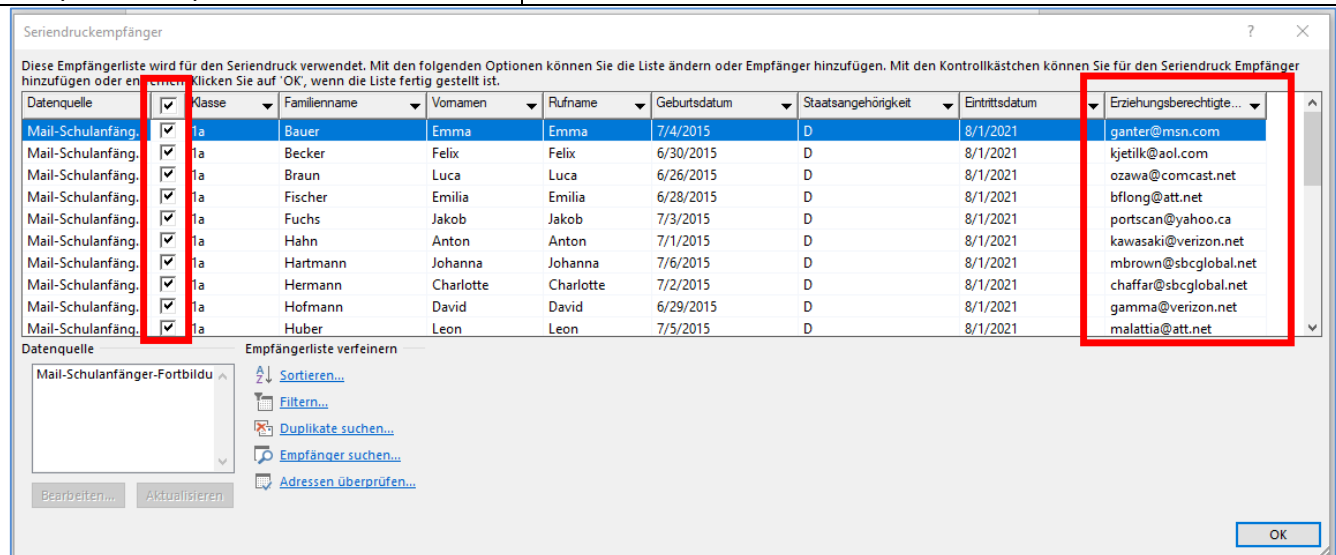 Seriendruckempfänger
Diese Empfängerliste wird für den Seriendruck verwendet. Mit den folgenden Optionen können Sie die Liste ändern oder Empfänger hinzufügen. Mit den Kontrollkästchen können Sie für den Seriendruck Empfänger
hinzufügen oder Klicken Sie auf 'OK', wenn die Liste fertig gestellt ist.
Datenquelle Klasse Familienname Vornamen Rufname Geburtsdatum Staatsangehörigkeit Eintrittsdatum Erziehungsberechtigte...
Mail-Schulanfäng. 1a Bauer Emma Emma 7/4/2015 D 8/1/2021 ganter@msn.com
Mail-Schulanfäng. 1a Becker Felix Felix 6/30/2015 D 8/1/2021 kjetilk@aol.com
Mail-Schulanfäng. 1a Braun Luca Luca 6/26/2015 D 8/1/2021 ozawa@comcast.net
Mail-Schulanfäng. 1a Fischer Emilia Emilia 6/28/2015 D 8/1/2021 bflong@att.net
Mail-Schulanfäng. 1a Fuchs Jakob Jakob 7/3/2015 D 8/1/2021 portscan@yahoo.ca
Mail-Schulanfäng. 1a Hahn Anton Anton 7/1/2015 D 8/1/2021 kawasaki@verizon.net
Mail-Schulanfäng. 1a Hartmann Johanna Johanna 7/6/2015 D 8/1/2021 mbrown@sbcglobal.net
Mail-Schulanfäng. 1a Hermann Charlotte Charlotte 7/2/2015 D 8/1/2021 chaffar@sbcglobal.net
Mail-Schulanfäng. 1a Hofmann David David 6/29/2015 D 8/1/2021 gamma@verizon.net
Mail-Schulanfäng. 1a Huber Leon Leon 7/5/2015 D 8/1/2021 malattia@att.net
Datenquelle Empfängerliste verfeinern
Mail-Schulanfänger-Fortbildu
Sortieren...
Filtern...
Duplikate suchen...
Empfänger suchen...
Adressen überprüfen...
Bearbeiten... Aktualisieren
OK